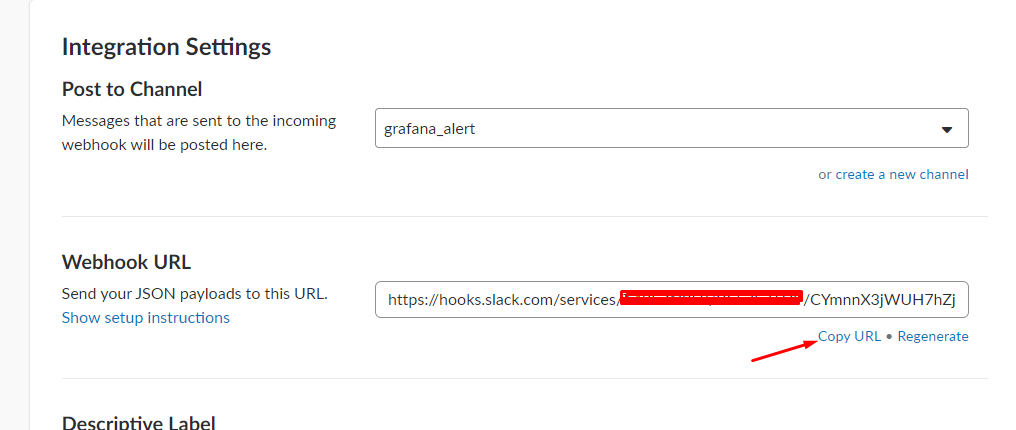 Integration Settings
Post to Channel
Messages that are sent to the incoming
webhook will be posted here.
grafana_alert
or create a new channel
Webhook URL
Send your JSON payloads to this URL.
Show setup instructions
https://hooks.slack.com/services/ /CYmnnX3jWUH7hZj
Copy URL • Regenerate
Descriptive Label